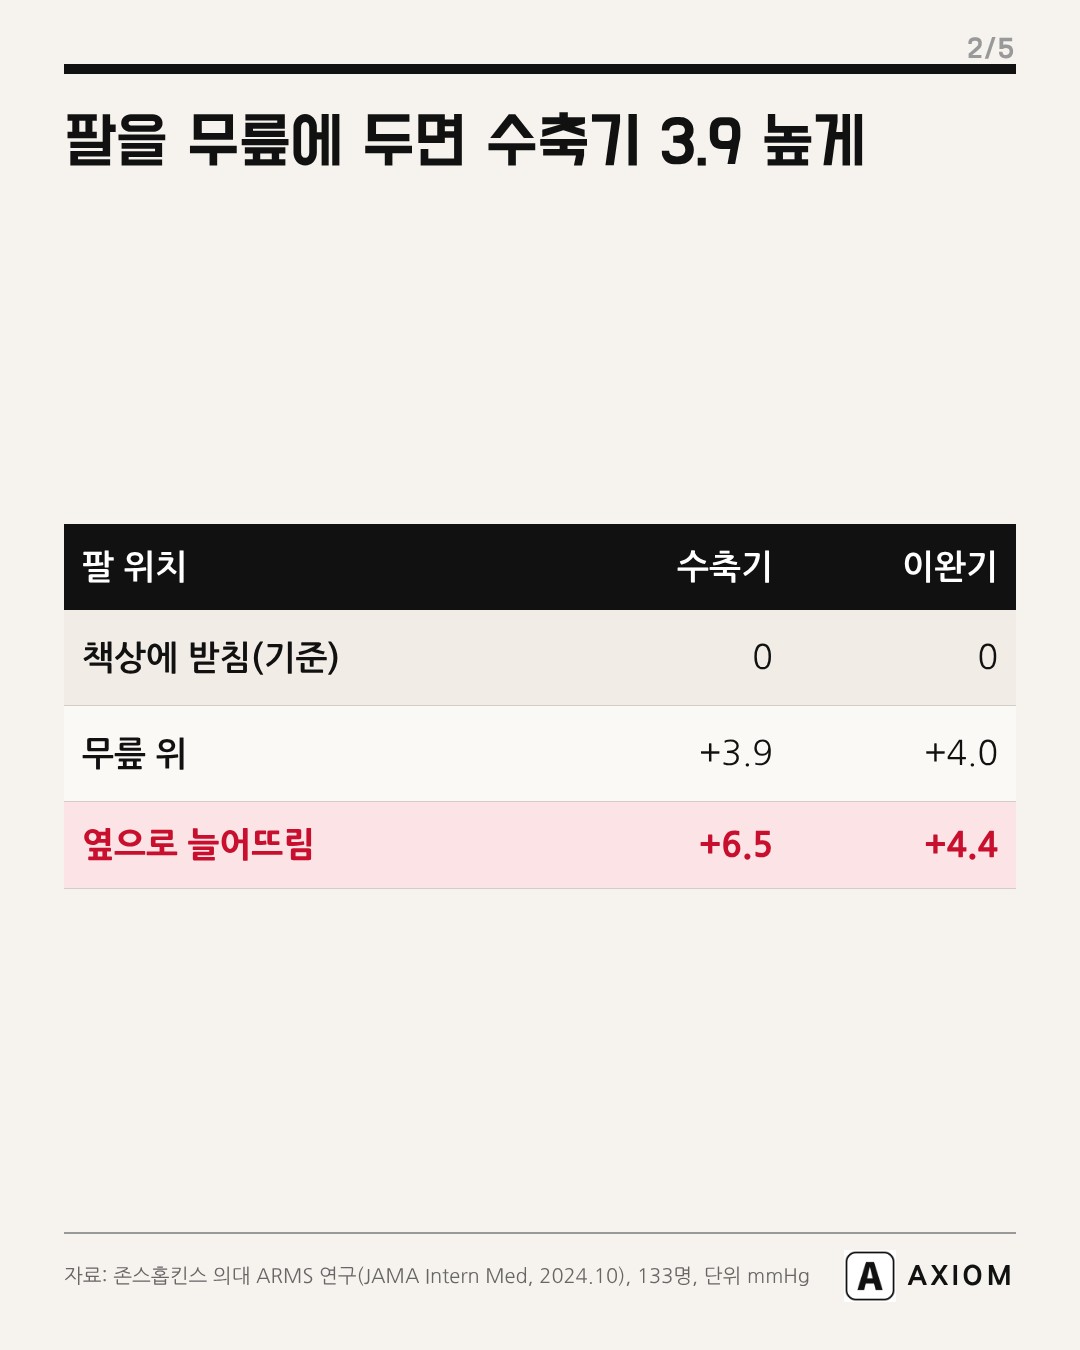 2/5
팔을 무릎에 두면 수축기 3.9 높게
팔 위치 수축기 이완기
책상에 받침(기준) 0 0
무릎 위 +3.9 +4.0
옆으로 늘어뜨림 +6.5 +4.4
자료: 존스홉킨스 의대 ARMS 연구(JAMA Intern Med, 2024.10), 133명, 단위 mmHg A AXIOM